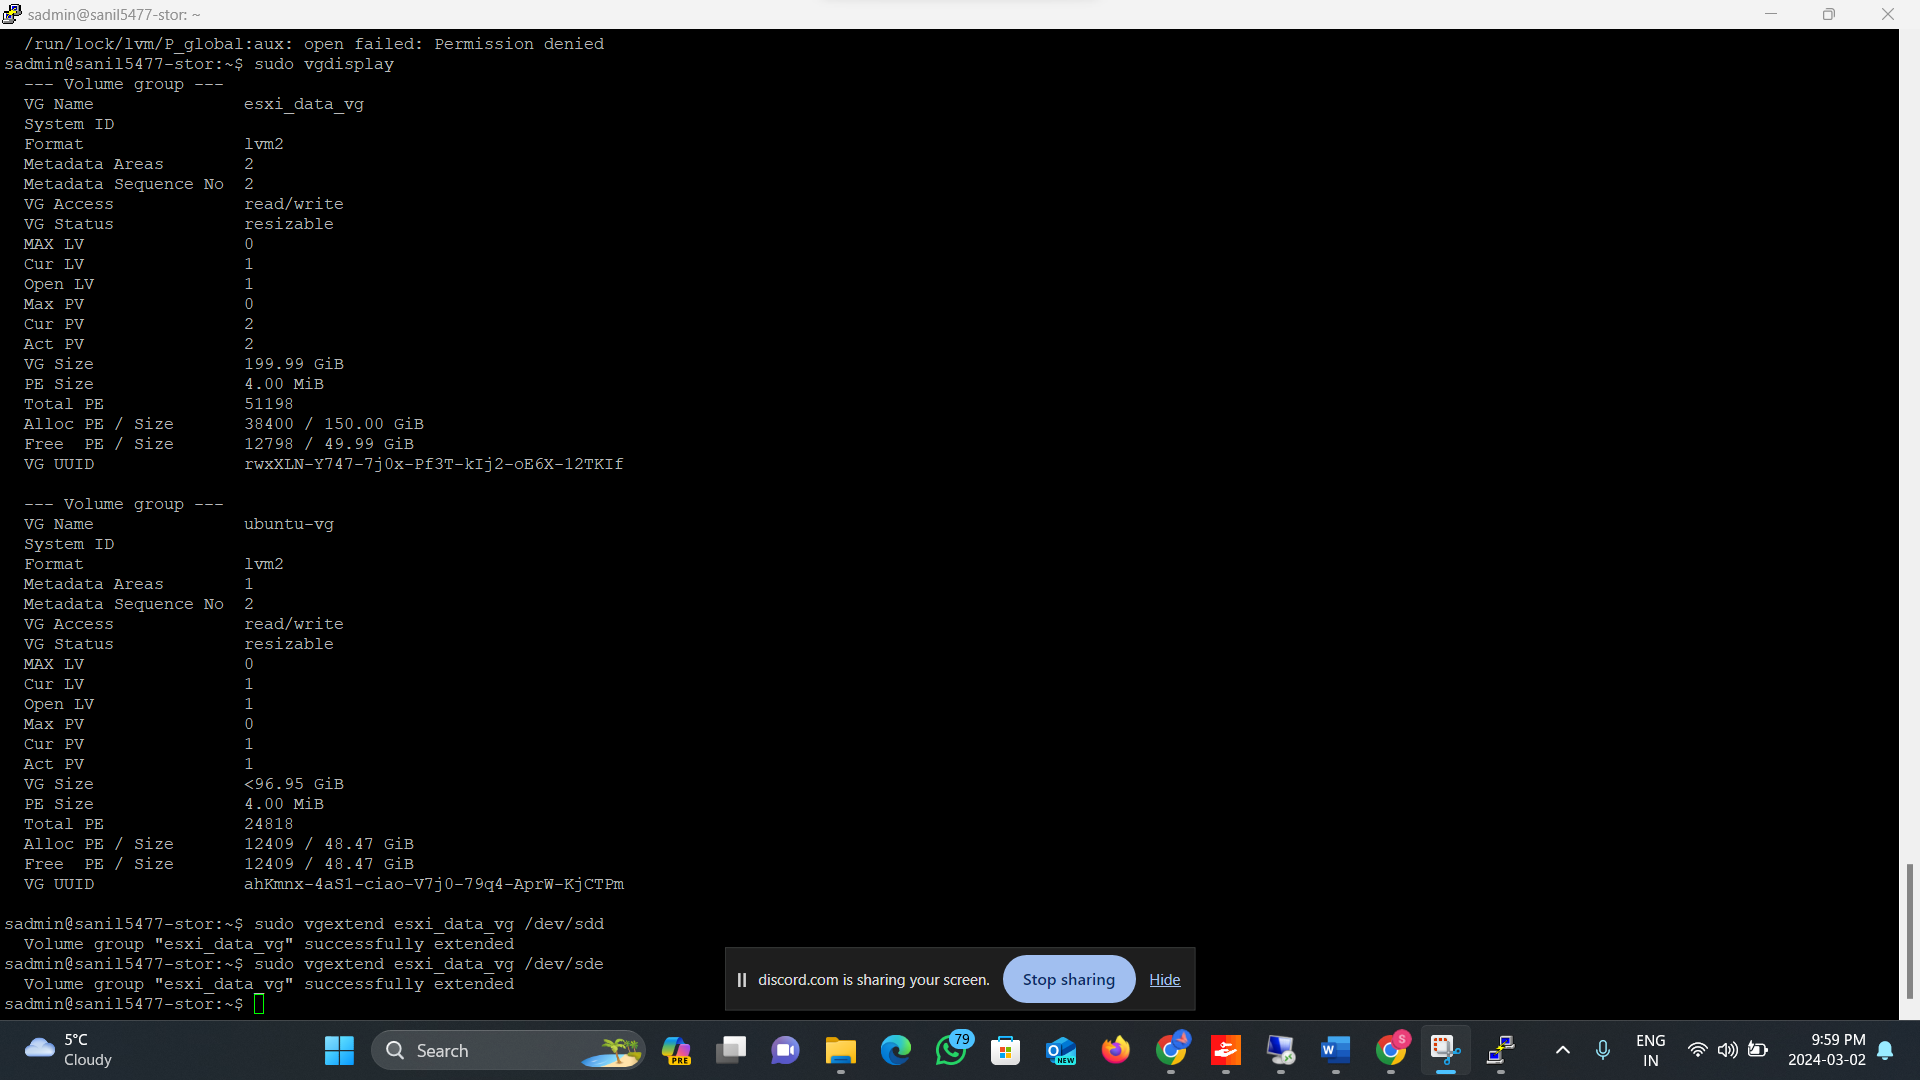 sadmin@sanil5477-stor: ~
/run/lock/lvm/P_global:aux: open failed: Permission denied
sadmin@sanil5477-stor:~$ sudo vgdisplay
--- Volume group ---
VG Name esxi_data_vg
System ID
Format lvm2
Metadata Areas 2
Metadata Sequence No 2
VG Access read/write
VG Status resizable
MAX LV 0
Cur LV 1
Open LV 1
Max PV 0
Cur PV 2
Act PV 2
VG Size 199.99 GiB
PE Size 4.00 MiB
Total PE 51198
Alloc PE / Size 38400 / 150.00 GiB
Free PE / Size 12798 / 49.99 GiB
VG UUID rwxXLN-Y747-7j0x-Pf3T-kIj2-oE6X-12TKIf
--- Volume group ---
VG Name ubuntu-vg
System ID
Format lvm2
Metadata Areas 1
Metadata Sequence No 2
VG Access read/write
VG Status resizable
MAX LV 0
Cur LV 1
Open LV 1
Max PV 0
Cur PV 1
Act PV 1
VG Size <96.95 GiB
PE Size 4.00 MiB
Total PE 24818
Alloc PE / Size 12409 / 48.47 GiB
Free PE / Size 12409 / 48.47 GiB
VG UUID ahKmnx-4aS1-ciao-V7j0-79q4-AprW-KjCTPm
sadmin@sanil5477-stor:~$ sudo vgextend esxi_data_vg /dev/sdd
Volume group "esxi_data_vg" successfully extended
sadmin@sanil5477-stor:~$ sudo vgextend esxi_data_vg /dev/sde
Volume group "esxi_data_vg" successfully extended
sadmin@sanil5477-stor:~$
discord.com is sharing your screen. Stop sharing Hide
5°C
Cloudy
Search
PRE
79
NEW
W
S
ENG
IN
9:59 PM
2024-03-02